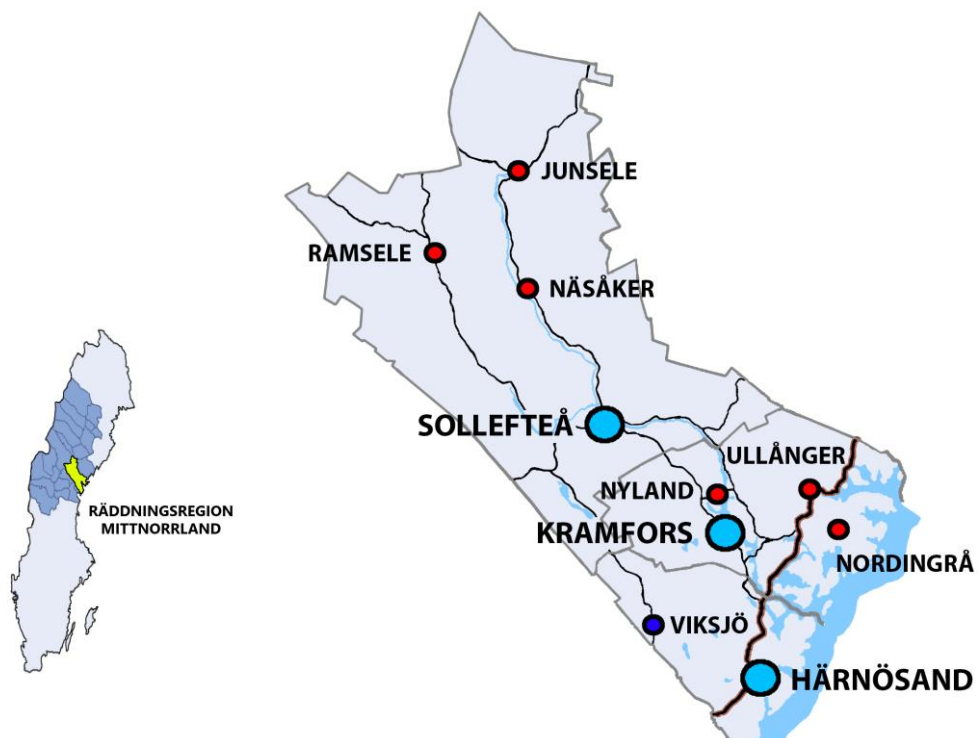 JUNSELE
RAMSELE
NÄSÅKER
SOLLEFTEÅ
ULLÅNGER
NYLAND
KRAMFORS
NORDINGRÅ
RÄDDNINGSREGION
MITTNORRLAND
VIKSJÖ
HÄRNÖSAND